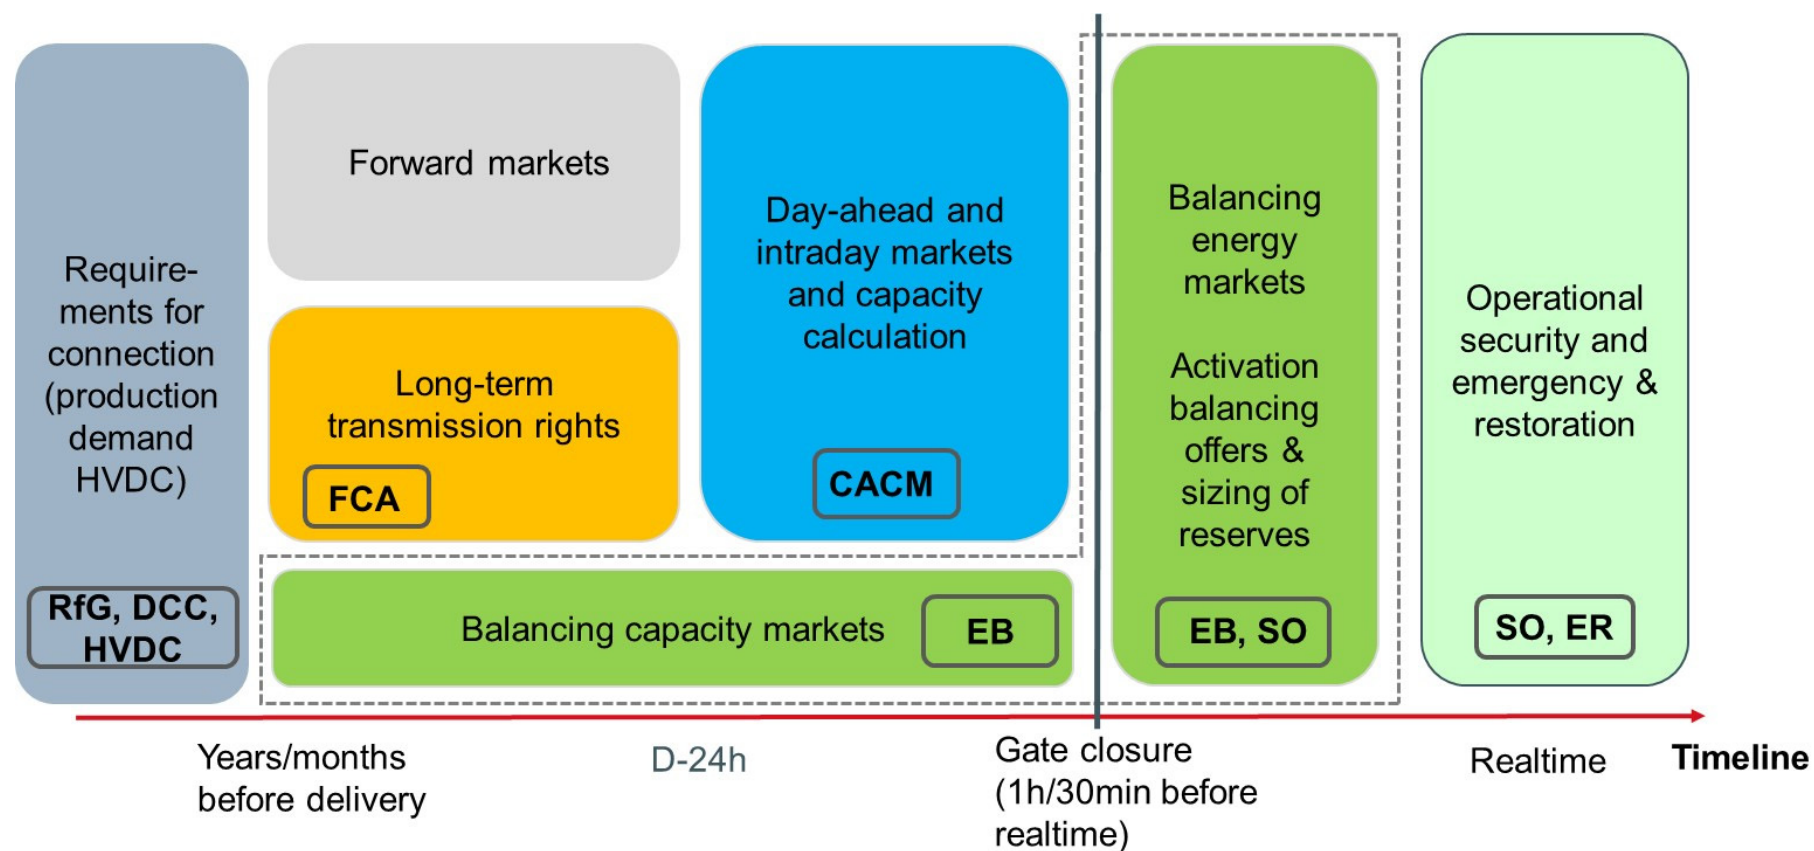 Require-
ments for
connection
(production
demand
HVDC)
RfG, DCC,
HVDC
Forward markets
Long-term
transmission rights
FCA
Day-ahead and
intraday markets
and capacity
calculation
CACM
Balancing capacity markets
EB
Balancing
energy
markets
Activation
balancing
offers &
sizing of
reserves
EB, SO
Operational
security and
emergency &
restoration
SO, ER
Years/months
before delivery
D-24h
Gate closure
(1h/30min before
realtime)
Realtime
Timeline